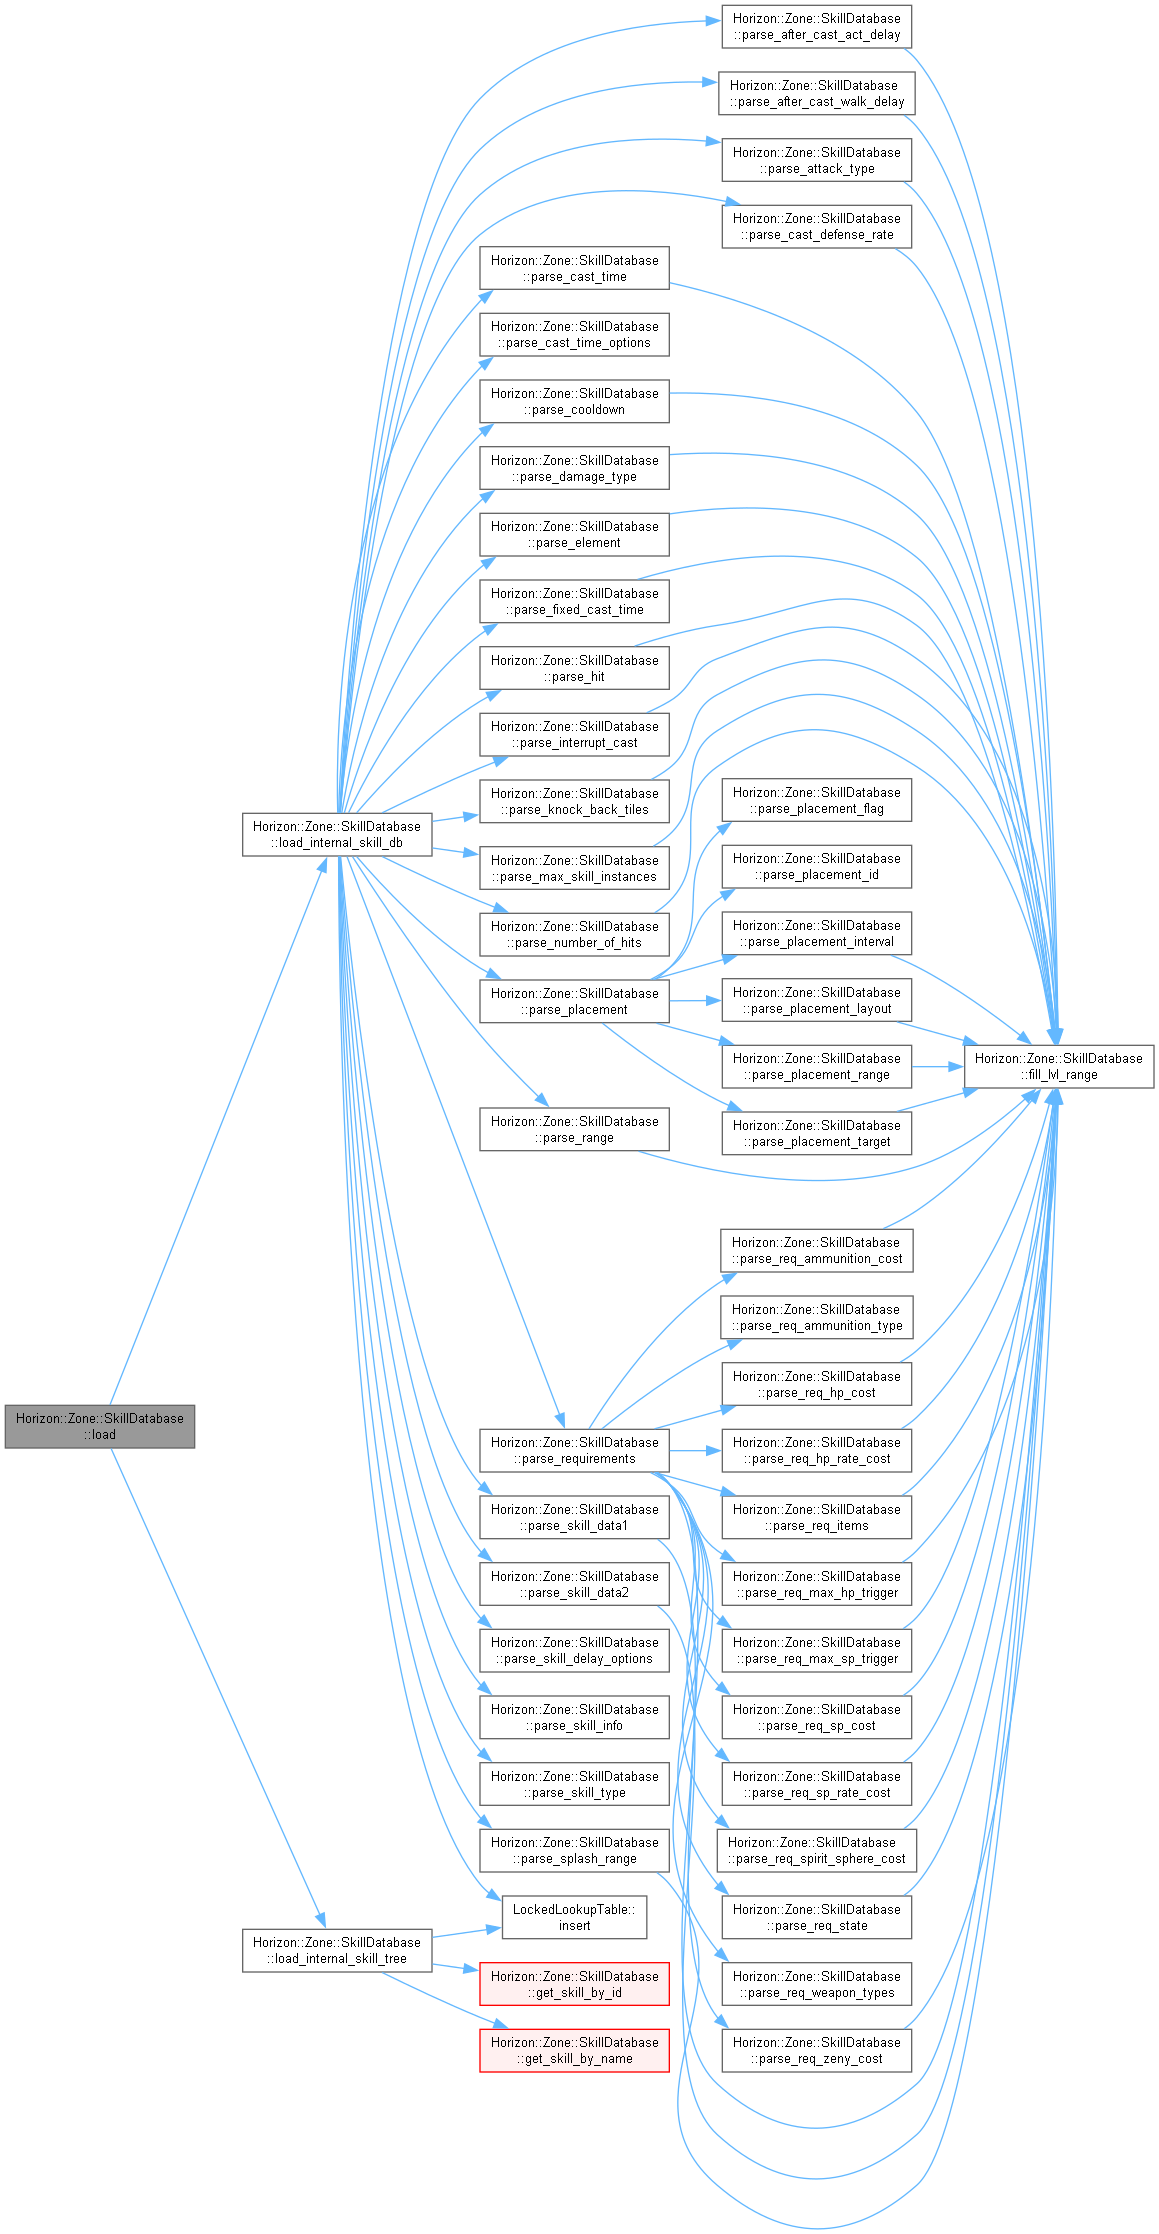 Horizon::Zone::SkillDatabase
::parse_after_cast_act_delay
Horizon::Zone::SkillDatabase
::parse_after_cast_walk_delay
Horizon::Zone::SkillDatabase
::parse_attack_type
Horizon::Zone::SkillDatabase
::parse_cast_defense_rate
Horizon::Zone::SkillDatabase
::parse_cast_time
Horizon::Zone::SkillDatabase
::parse_cast_time_options
Horizon::Zone::SkillDatabase
::parse_cooldown
Horizon::Zone::SkillDatabase
::parse_damage_type
Horizon::Zone::SkillDatabase
::parse_element
Horizon::Zone::SkillDatabase
::parse_fixed_cast_time
Horizon::Zone::SkillDatabase
::parse_hit
Horizon::Zone::SkillDatabase
::parse_interrupt_cast
Horizon::Zone::SkillDatabase
::parse_knock_back_tiles
Horizon::Zone::SkillDatabase
::parse_placement_flag
Horizon::Zone::SkillDatabase
::load_internal_skill_db
Horizon::Zone::SkillDatabase
::parse_max_skill_instances
Horizon::Zone::SkillDatabase
::parse_placement_id
Horizon::Zone::SkillDatabase
::parse_number_of_hits
Horizon::Zone::SkillDatabase
::parse_placement_interval
Horizon::Zone::SkillDatabase
::parse_placement
Horizon::Zone::SkillDatabase
::parse_placement_layout
Horizon::Zone::SkillDatabase
::parse_placement_range
Horizon::Zone::SkillDatabase
::fill_lvl_range
Horizon::Zone::SkillDatabase
::parse_range
Horizon::Zone::SkillDatabase
::parse_placement_target
Horizon::Zone::SkillDatabase
::parse_req_ammunition_cost
Horizon::Zone::SkillDatabase
::parse_req_ammunition_type
Horizon::Zone::SkillDatabase
::parse_req_hp_cost
Horizon::Zone::SkillDatabase
::load
Horizon::Zone::SkillDatabase
::parse_requirements
Horizon::Zone::SkillDatabase
::parse_req_hp_rate_cost
Horizon::Zone::SkillDatabase
::parse_skill_data1
Horizon::Zone::SkillDatabase
::parse_req_items
Horizon::Zone::SkillDatabase
::parse_skill_data2
Horizon::Zone::SkillDatabase
::parse_req_max_hp_trigger
Horizon::Zone::SkillDatabase
::parse_skill_delay_options
Horizon::Zone::SkillDatabase
::parse_req_max_sp_trigger
Horizon::Zone::SkillDatabase
::parse_skill_info
Horizon::Zone::SkillDatabase
::parse_req_sp_cost
Horizon::Zone::SkillDatabase
::parse_skill_type
Horizon::Zone::SkillDatabase
::parse_req_sp_rate_cost
Horizon::Zone::SkillDatabase
::parse_splash_range
Horizon::Zone::SkillDatabase
::parse_req_spirit_sphere_cost
LockedLookupTable::
insert
Horizon::Zone::SkillDatabase
::parse_req_state
Horizon::Zone::SkillDatabase
::load_internal_skill_tree
Horizon::Zone::SkillDatabase
::get_skill_by_id
Horizon::Zone::SkillDatabase
::parse_req_weapon_types
Horizon::Zone::SkillDatabase
::get_skill_by_name
Horizon::Zone::SkillDatabase
::parse_req_zeny_cost